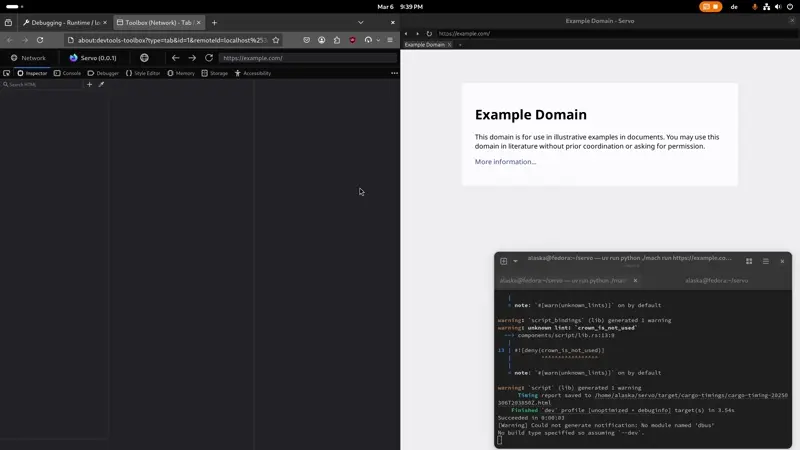 Mar 6 9:39 PM
de
Debugging - Runtime / lo
Toolbox (Network) - Tab
about:devtools-toolbox?type=tab&id=1&remoteId=localhost%253
Network
Servo (0.0.1)
https://example.com/
Inspector
Console
Debugger
Style Editor
Memory
Storage
Accessibility
Search HTML
Example Domain - Servo
https://example.com/
Example Domain
Example Domain
This domain is for use in illustrative examples in documents. You may use this
domain in literature without prior coordination or asking for permission.
More information...
alaska@fedora:~/servo — uv run python ./mach run https://example.co...
alaska@fedora:~/servo — uv run python ./mach
alaska@fedora:~/servo
|
= note: `#[warn(unknown_lints)]` on by default
warning: `script_bindings` (lib) generated 1 warning
warning: unknown lint: `crown_is_not_used`
--> components/script/lib.rs:13:9
|
13 | #![deny(crown_is_not_used)]
| ^^^^^^^^^^^^^^^^^
|
= note: `#[warn(unknown_lints)]` on by default
warning: `script` (lib) generated 1 warning
Timing report saved to /home/alaska/servo/target/cargo-timings/cargo-timing-20250
306T203850Z.html
Finished `dev` profile [unoptimized + debuginfo] target(s) in 3.54s
Succeeded in 0:00:03
[Warning] Could not generate notification: No module named 'dbus'
No build type specified so assuming `--dev`.